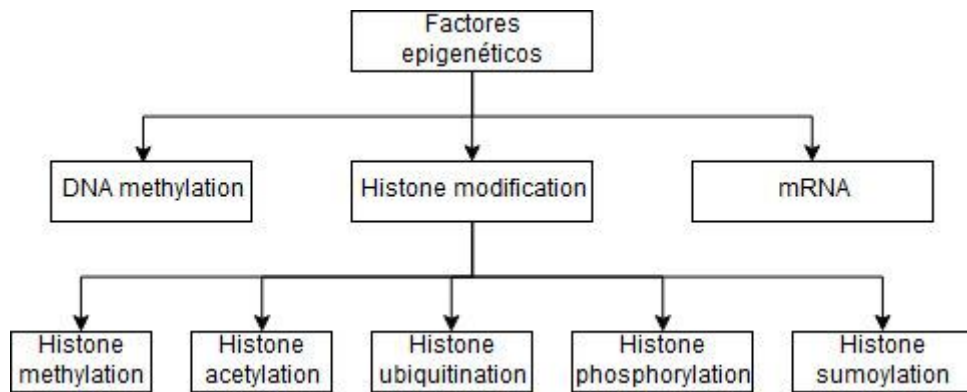 Factores
epigenéticos
DNA methylation
Histone modification
mRNA
Histone
methylation
Histone
acetylation
Histone
ubiquitination
Histone
phosphorylation
Histone
sumoylation